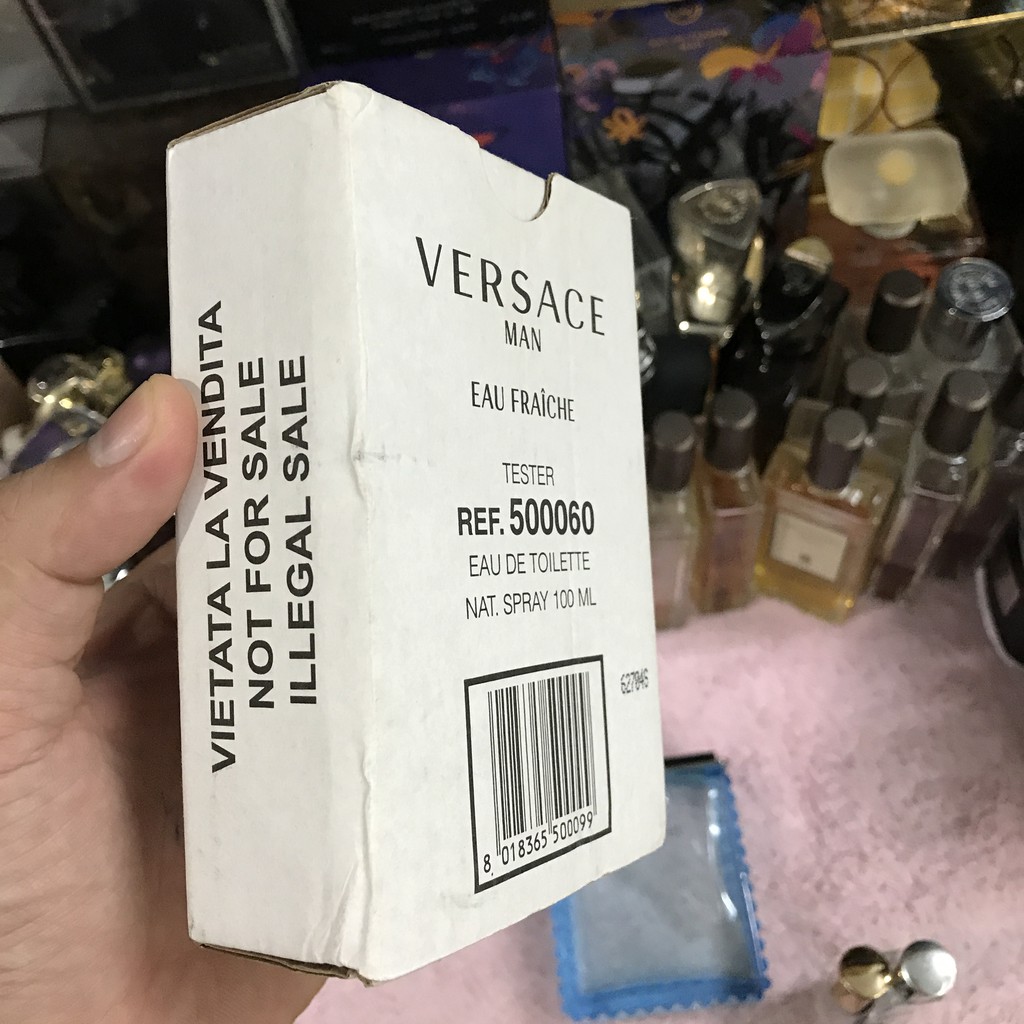 VIETATA LA VENDITA
NOT FOR SALE
ILLEGAL SALE
VERSACE
MAN
EAU FRAÎCHE
TESTER
REF. 500060
EAU DE TOILETTE
NAT. SPRAY 100 ML
627046
8 018365 500099